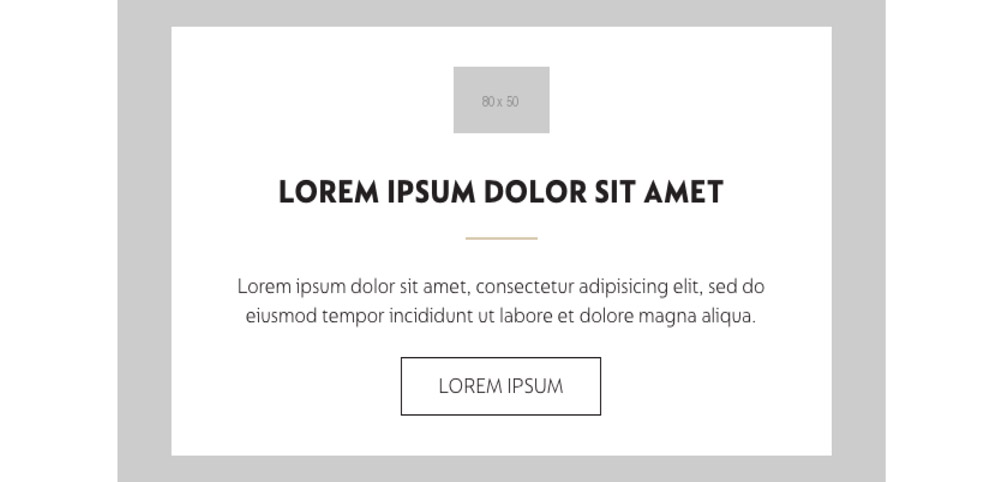 80 x 50
LOREM IPSUM DOLOR SIT AMET
Lorem ipsum dolor sit amet, consectetur adipisicing elit, sed do
eiusmod tempor incididunt ut labore et dolore magna aliqua.
LOREM IPSUM